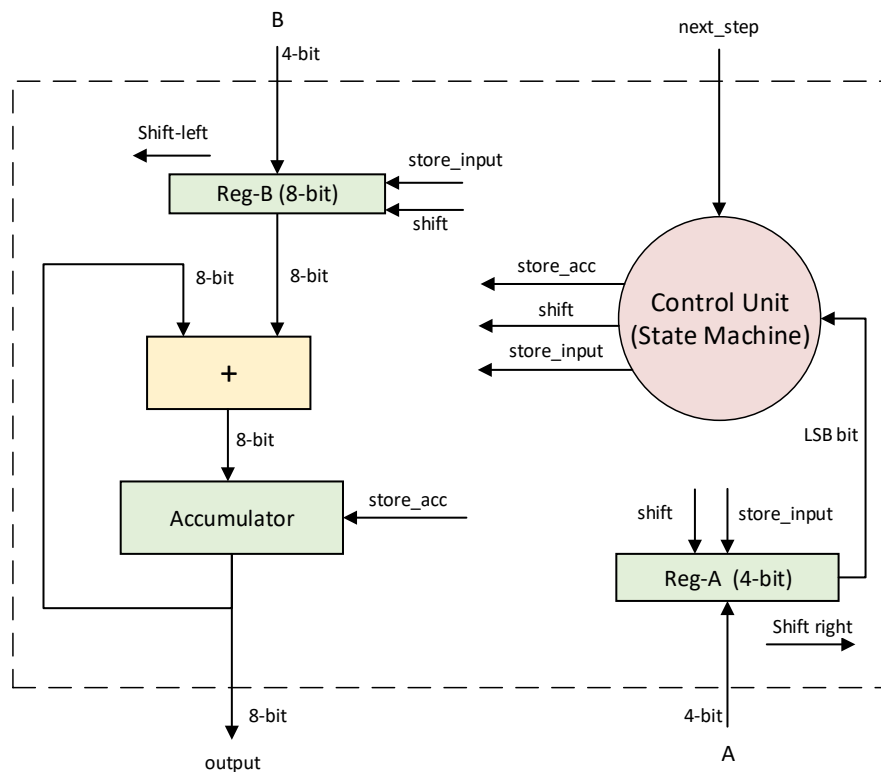 B
4-bit
next_step
Shift-left
store_input
Reg-B (8-bit)
shift
8-bit
8-bit
store_acc
shift
store_input
Control Unit
(State Machine)
+
8-bit
LSB bit
Accumulator
store_acc
shift
store_input
Reg-A (4-bit)
Shift right
8-bit
4-bit
output
A